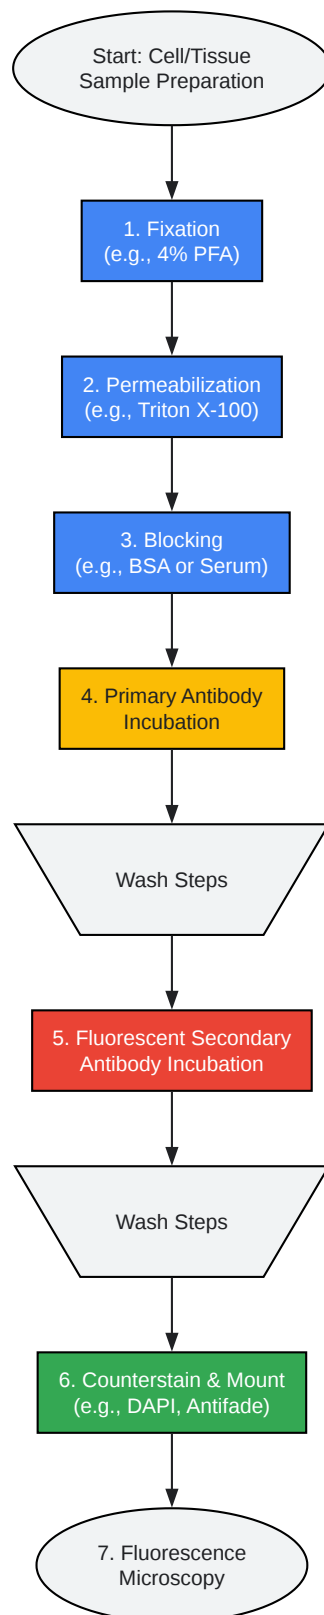 Start: Cell/Tissue
Sample Preparation
1. Fixation
(e.g., 4% PFA)
2. Permeabilization
(e.g., Triton X-100)
3. Blocking
(e.g., BSA or Serum)
4. Primary Antibody
Incubation
Wash Steps
5. Fluorescent Secondary
Antibody Incubation
Wash Steps
6. Counterstain & Mount
(e.g., DAPI, Antifade)
7. Fluorescence
Microscopy